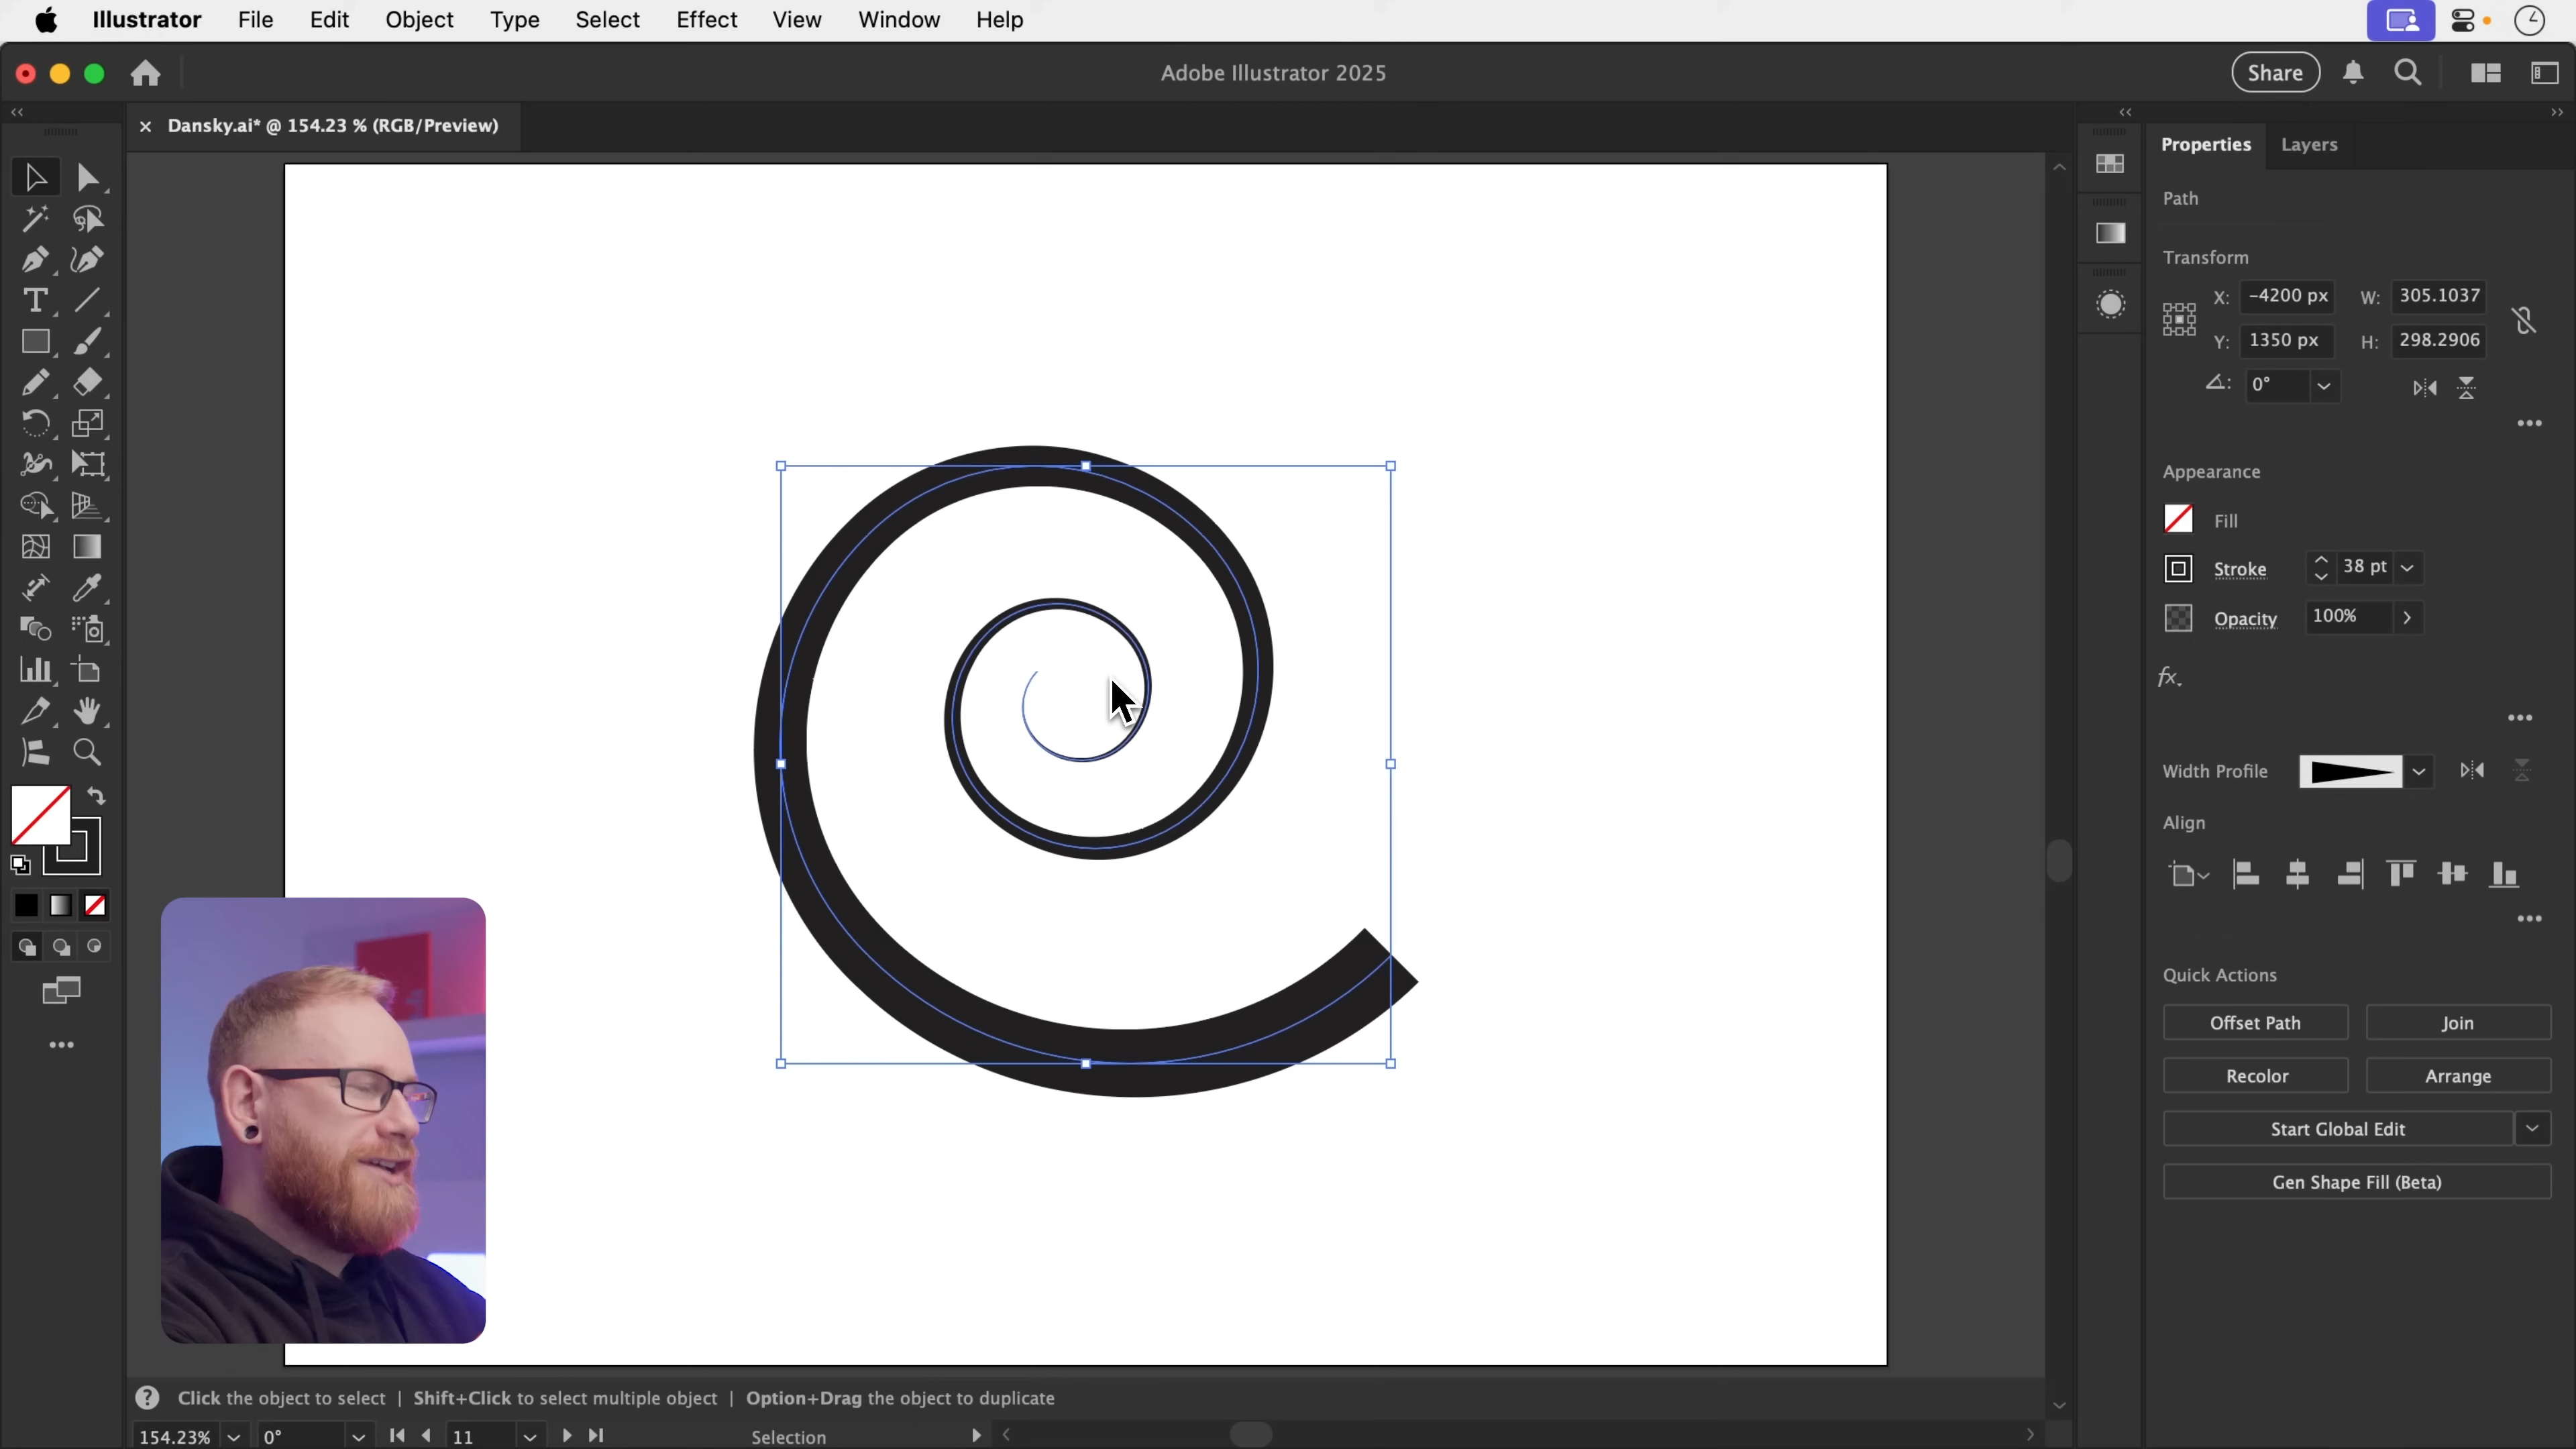 Illustrator File Edit Object Type Select Effect View Window Help
Adobe Illustrator 2025
Share
Dansky.ai* @ 154.23 % (RGB/Preview)
Properties Layers
Path
Transform
X: -4200 px W: 305.1037
Y: 1350 px H: 298.2906
0°
Appearance
Fill
Stroke 38 pt
Opacity 100%
fx.
Width Profile
Align
Quick Actions
Offset Path Join
Recolor Arrange
Start Global Edit
Gen Shape Fill (Beta)
Click the object to select | Shift+Click to select multiple object | Option+Drag the object to duplicate
154.23% 0° 11 Selection